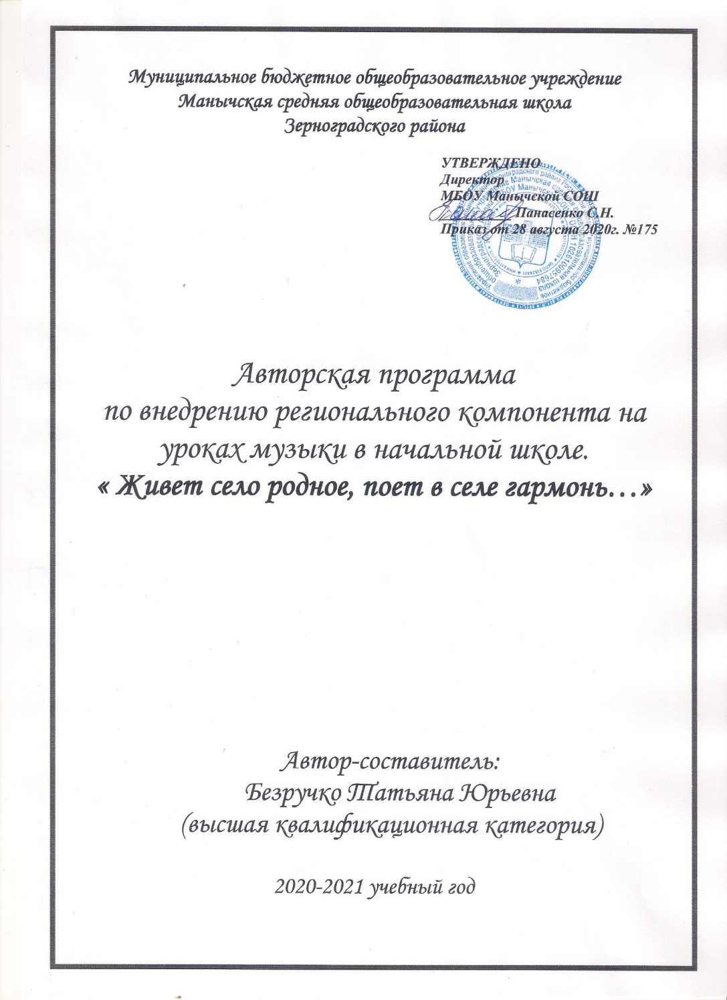 Муниципальное бюджетное общеобразовательное учреждение
Манычская средняя общеобразовательная школа
Зерноградского района
УТВЕРЖДЕНО
Директор
МБОУ Манычской СОШ
__________Панасенко С.Н.
Приказ от 28 августа 2020г. №175
Авторская программа
по внедрению регионального компонента на
уроках музыки в начальной школе.
« Живет село родное, поет в селе гармонь…»
Автор-составитель:
Безручко Татьяна Юрьевна
(высшая квалификационная категория)
2020-2021 учебный год